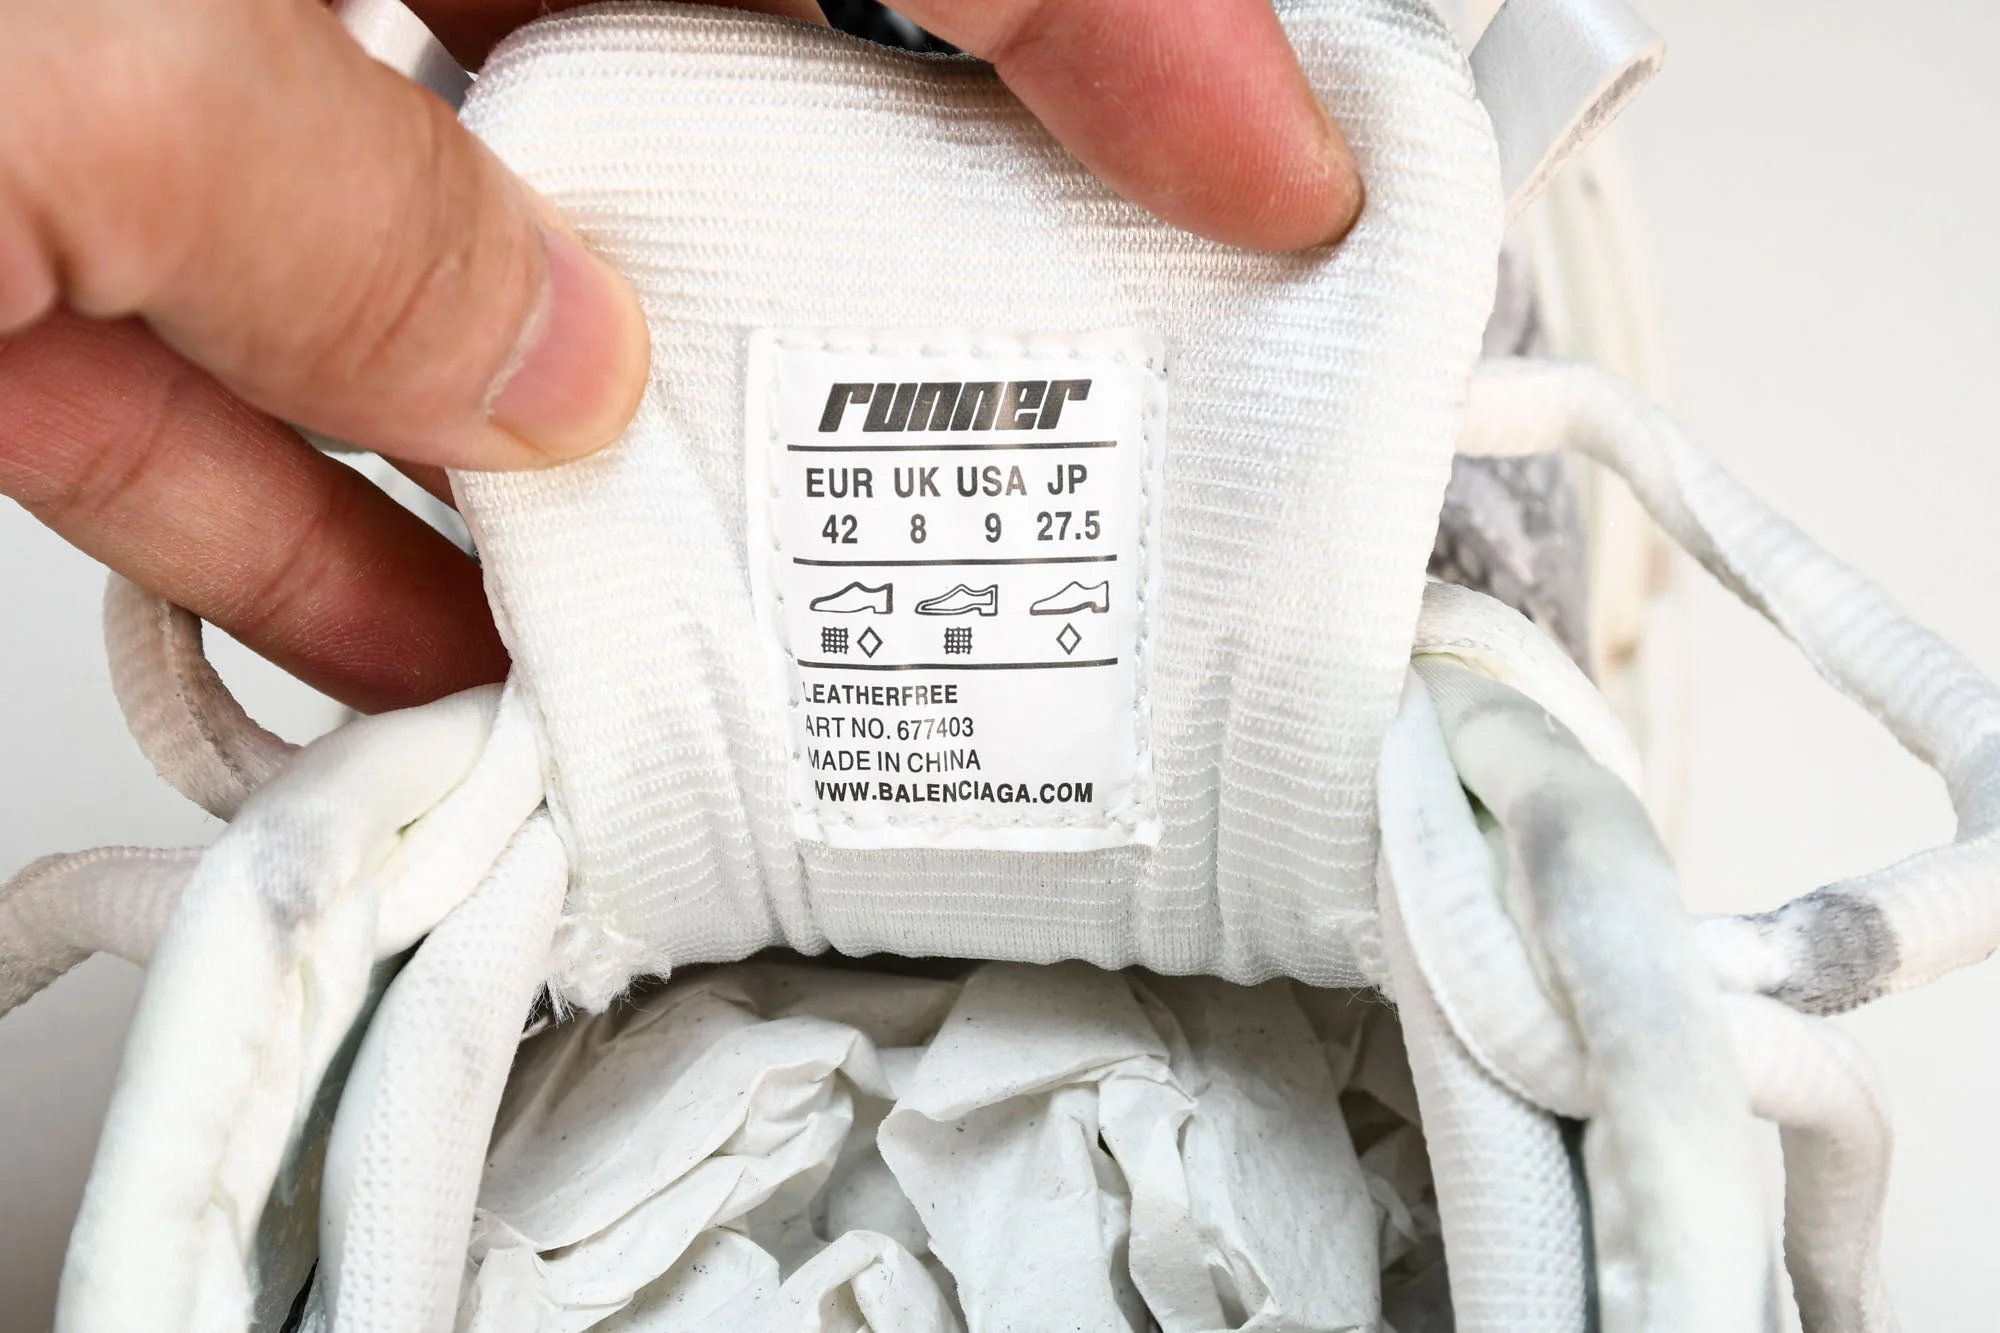 runner
EUR UK USA JP
42 8 9 27.5
LEATHERFREE
ART NO. 677403
MADE IN CHINA
WWW.BALENCIAGA.COM